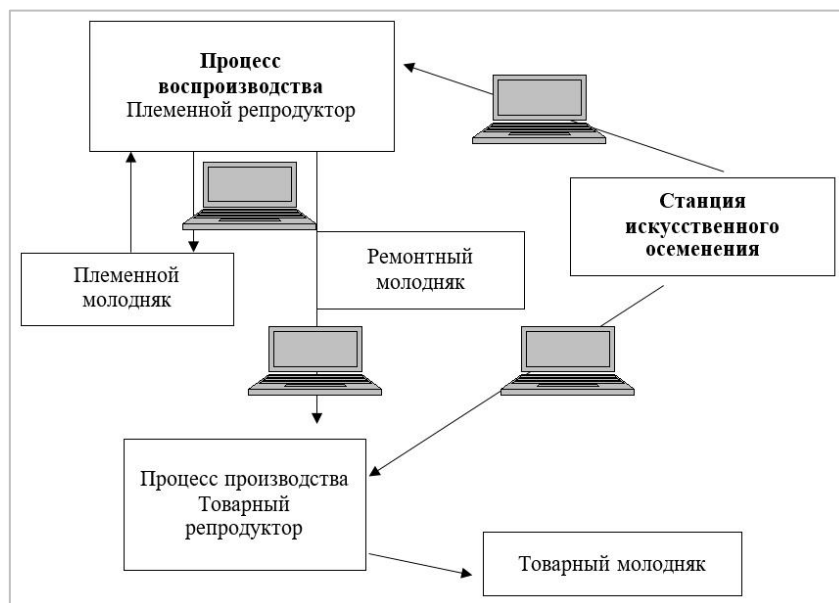 Процесс
воспроизводства
Племенной репродуктор
Станция
искусственного
осеменения
Племенной
молодняк
Ремонтный
молодняк
Процесс производства
Товарный
репродуктор
Товарный молодняк